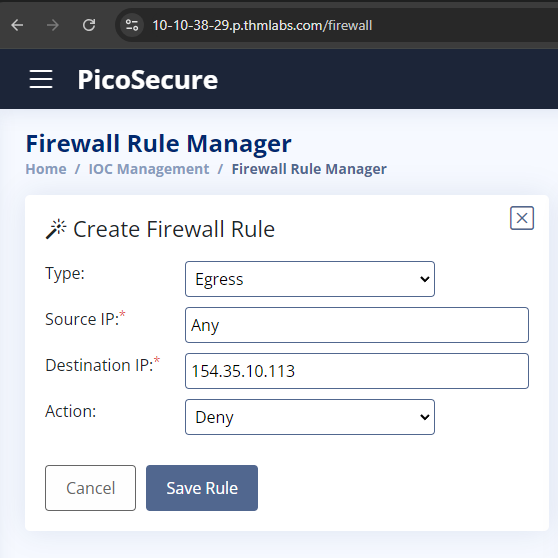 10-10-38-29.p.thmlabs.com/firewall
PicoSecure
Firewall Rule Manager
Home / IOC Management / Firewall Rule Manager
Create Firewall Rule
Type: Egress
Source IP:* Any
Destination IP:* 154.35.10.113
Action: Deny
Cancel Save Rule